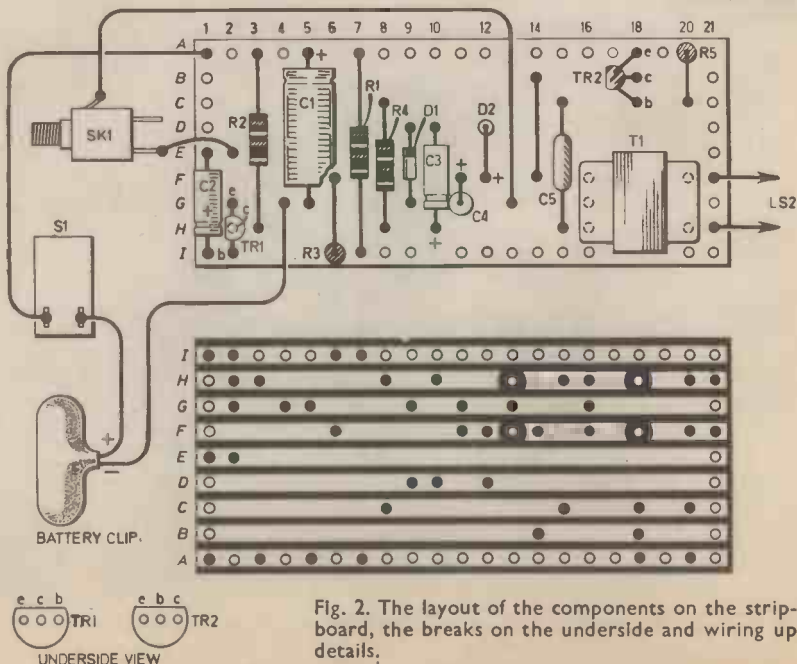 1 2 3 4 5 6 7 8 9 10 12 14 16 18 20 21
A
B
C
D
E
F
G
H
I
+
R2
C1
R1
R4
D1
D2
+
C3
+
C4
+
C2
+
e
c
TR1
b
R3
C5
T1
TR2
e
c
b
R5
LS2
SK1
S1
+
−
BATTERY CLIP.
I
H
G
F
E
D
C
B
A
e c b
TR1
e b c
TR2
UNDERSIDE VIEW
Fig. 2. The layout of the components on the strip-
board, the breaks on the underside and wiring up
details.